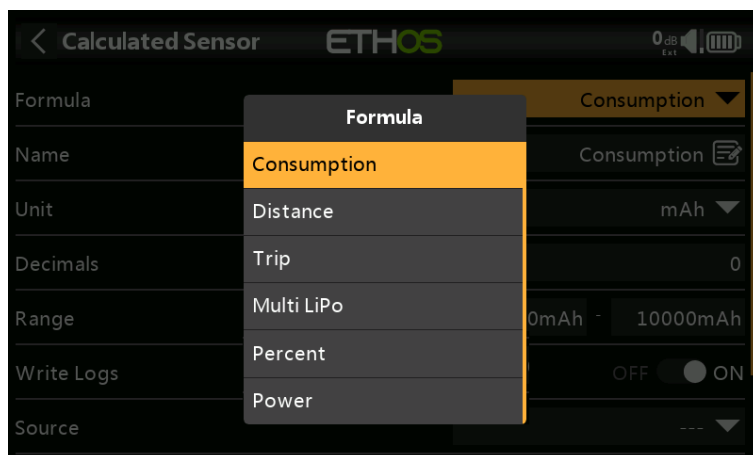 Calculated Sensor ETHOS 0dB Ext
Formula Consumption
Formula
Name Consumption
Consumption
Unit mAh
Distance
Decimals 0
Trip
Range 0mAh - 10000mAh
Multi LiPo
Write Logs OFF ON
Percent
Source ---
Power